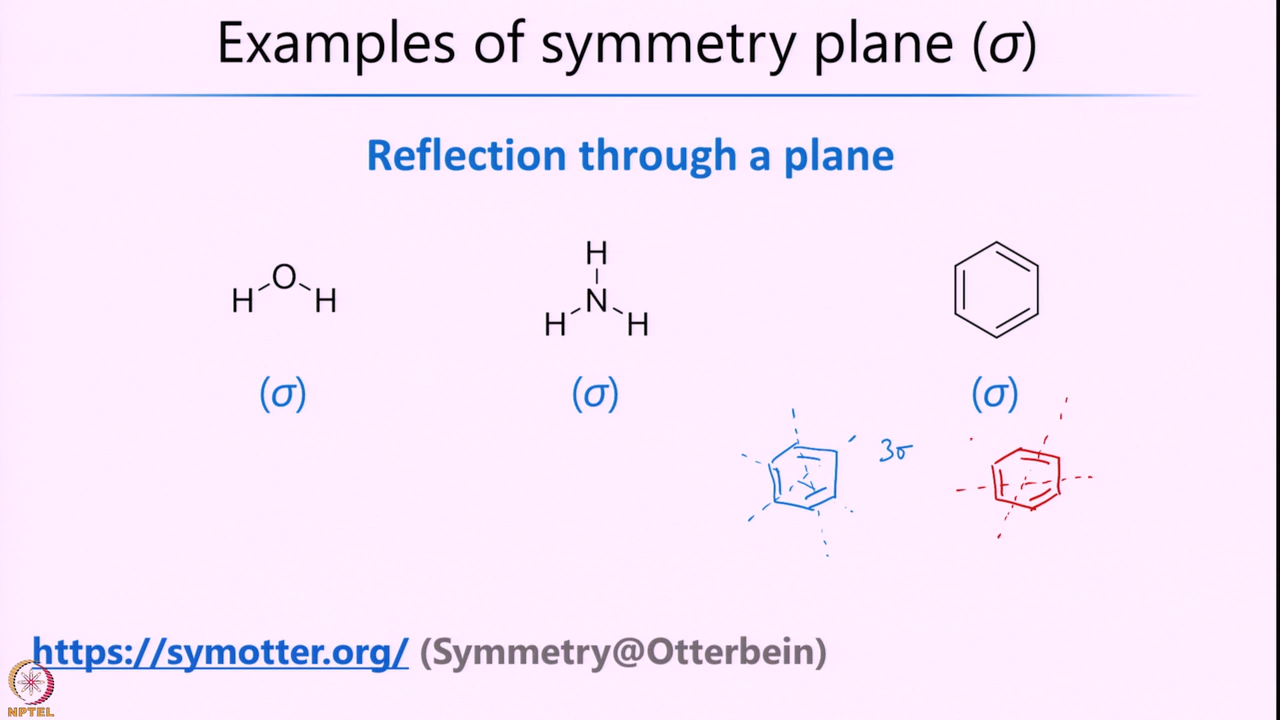 Examples of symmetry plane (σ)
Reflection through a plane
O
H H
H
N
H H
(σ) (σ) (σ)
3σ
https://symotter.org/ (Symmetry@Otterbein)
NPTEL